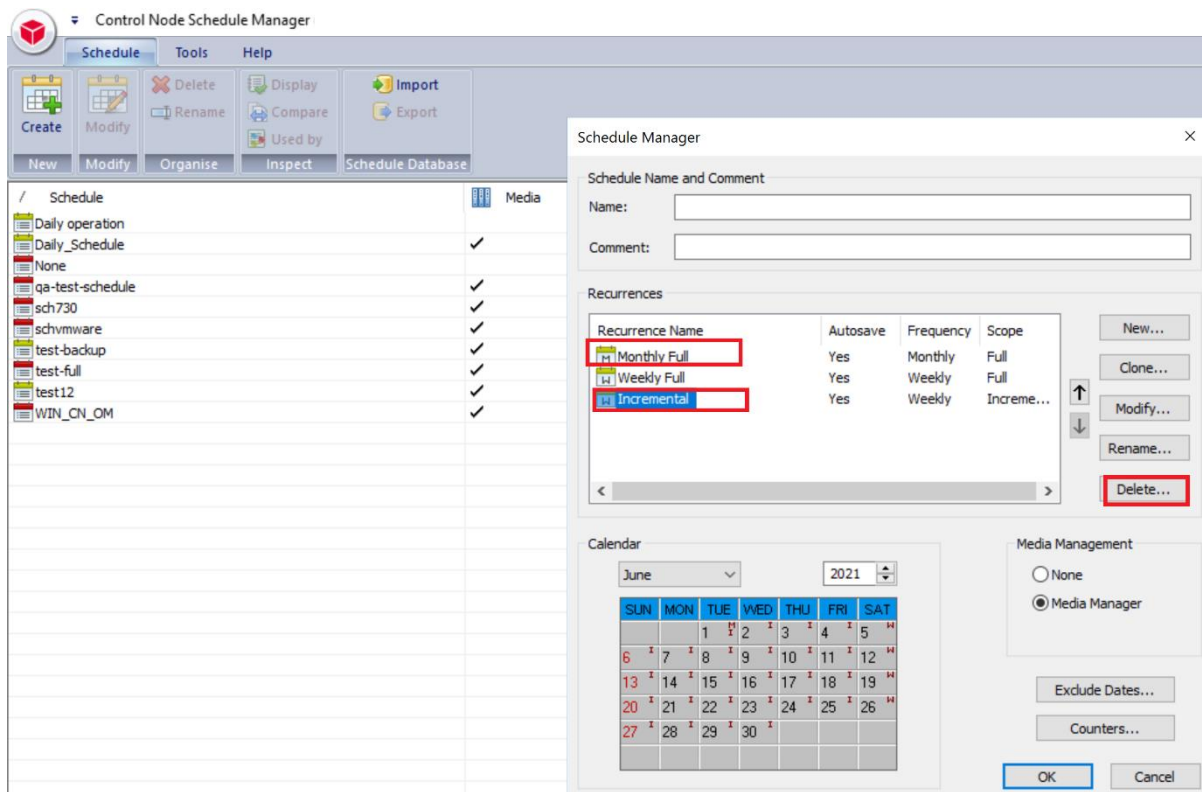 Control Node Schedule Manager
Schedule Tools Help
Create Modify Delete Rename Display Compare Used by Import Export
New Modify Organise Inspect Schedule Database
/ Schedule Media
Daily operation
Daily_Schedule
None
qa-test-schedule
sch730
schvmware
test-backup
test-full
test12
WIN_CN_OM
Schedule Manager
Schedule Name and Comment
Name:
Comment:
Recurrences
Recurrence Name Autosave Frequency Scope
Monthly Full Yes Monthly Full
Weekly Full Yes Weekly Full
Incremental Yes Weekly Increme...
New...
Clone...
Modify...
Rename...
Delete...
Calendar
June 2021
SUN MON TUE WED THU FRI SAT
1 M I 2 I 3 I 4 I 5 W
6 I 7 I 8 I 9 I 10 I 11 I 12 W
13 I 14 I 15 I 16 I 17 I 18 I 19 W
20 I 21 I 22 I 23 I 24 I 25 I 26 W
27 I 28 I 29 I 30 I
Media Management
None
Media Manager
Exclude Dates...
Counters...
OK Cancel